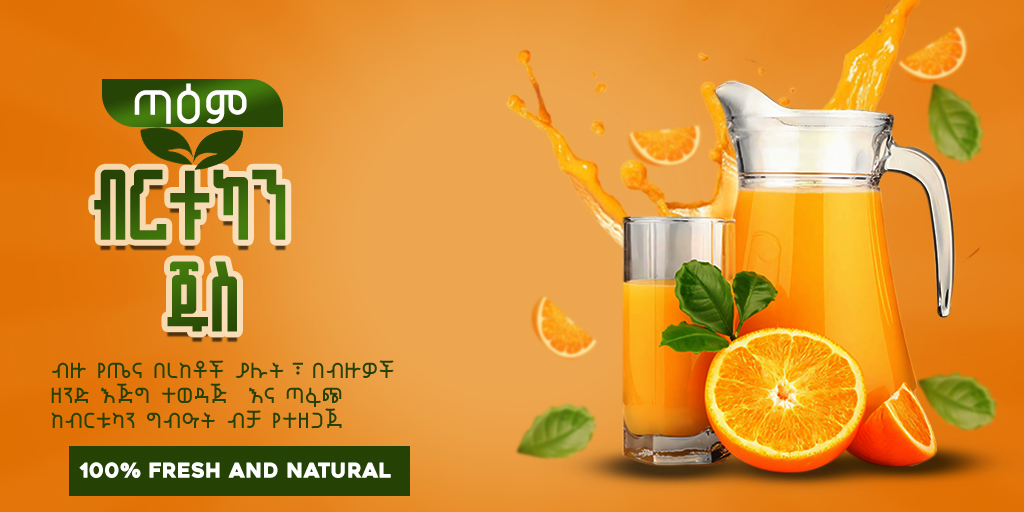 ጣዕም
ብርቱካን
ጁስ
ብዙ የጤና በረከቶች ያሉት ፣ በብዙዎች
ዘንድ እጅግ ተወዳጅ እና ጣፋጭ
ከብርቱካን ግብዓት ብቻ የተዘጋጁ
100% FRESH AND NATURAL